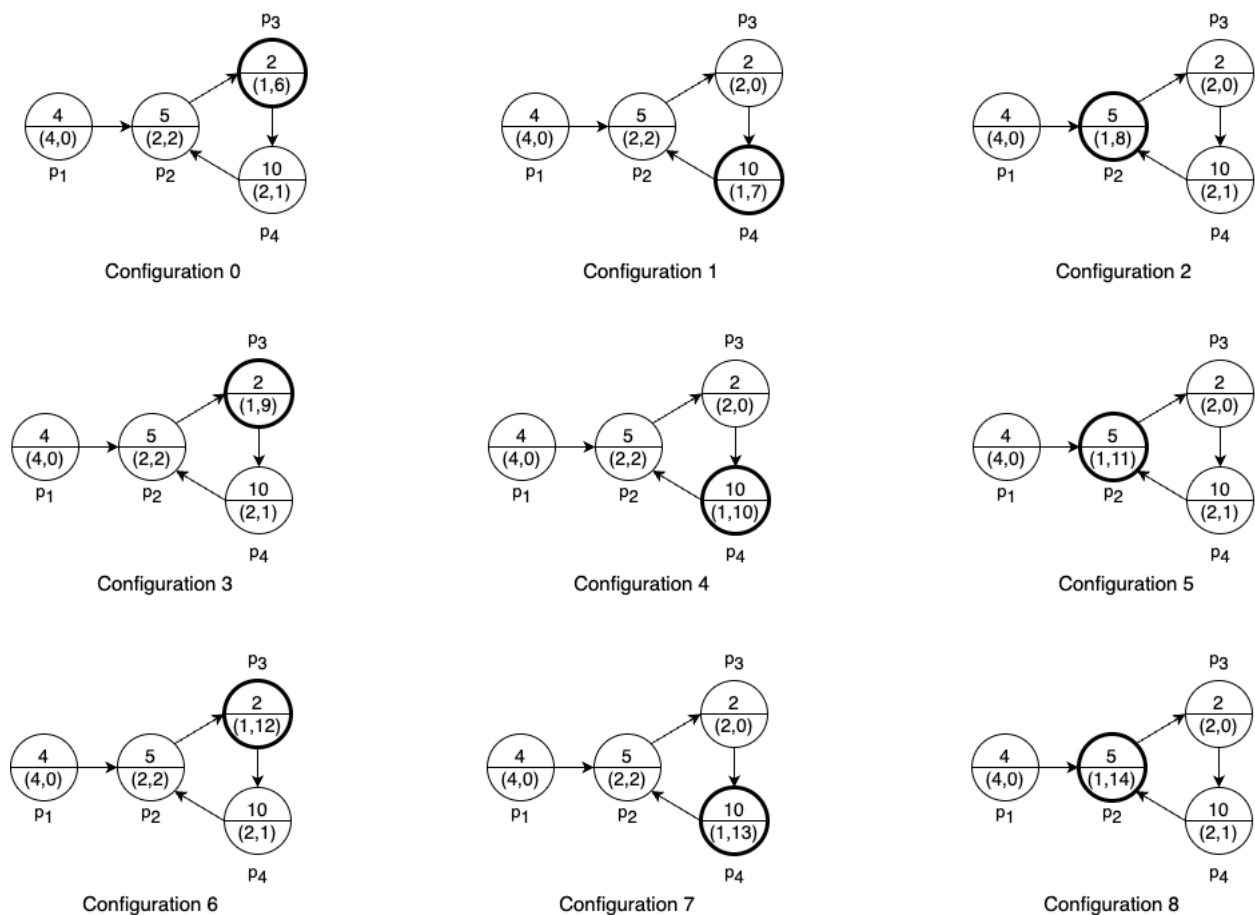 p3
2
(1,6)
4
(4,0)
p1
5
(2,2)
p2
10
(2,1)
p4
Configuration 0
p3
2
(2,0)
4
(4,0)
p1
5
(2,2)
p2
10
(1,7)
p4
Configuration 1
p3
2
(2,0)
4
(4,0)
p1
5
(1,8)
p2
10
(2,1)
p4
Configuration 2
p3
2
(1,9)
4
(4,0)
p1
5
(2,2)
p2
10
(2,1)
p4
Configuration 3
p3
2
(2,0)
4
(4,0)
p1
5
(2,2)
p2
10
(1,10)
p4
Configuration 4
p3
2
(2,0)
4
(4,0)
p1
5
(1,11)
p2
10
(2,1)
p4
Configuration 5
p3
2
(1,12)
4
(4,0)
p1
5
(2,2)
p2
10
(2,1)
p4
Configuration 6
p3
2
(2,0)
4
(4,0)
p1
5
(2,2)
p2
10
(1,13)
p4
Configuration 7
p3
2
(2,0)
4
(4,0)
p1
5
(1,14)
p2
10
(2,1)
p4
Configuration 8